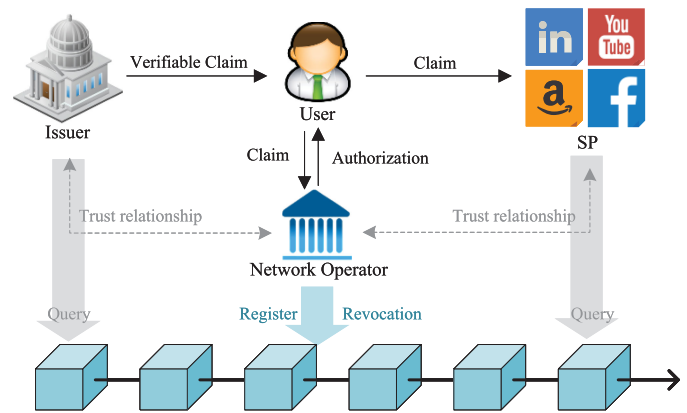 Verifiable Claim
Claim
in
You
Tube
a
f
Issuer
User
SP
Claim
Authorization
Trust relationship
Trust relationship
Network Operator
Query
Register
Revocation
Query